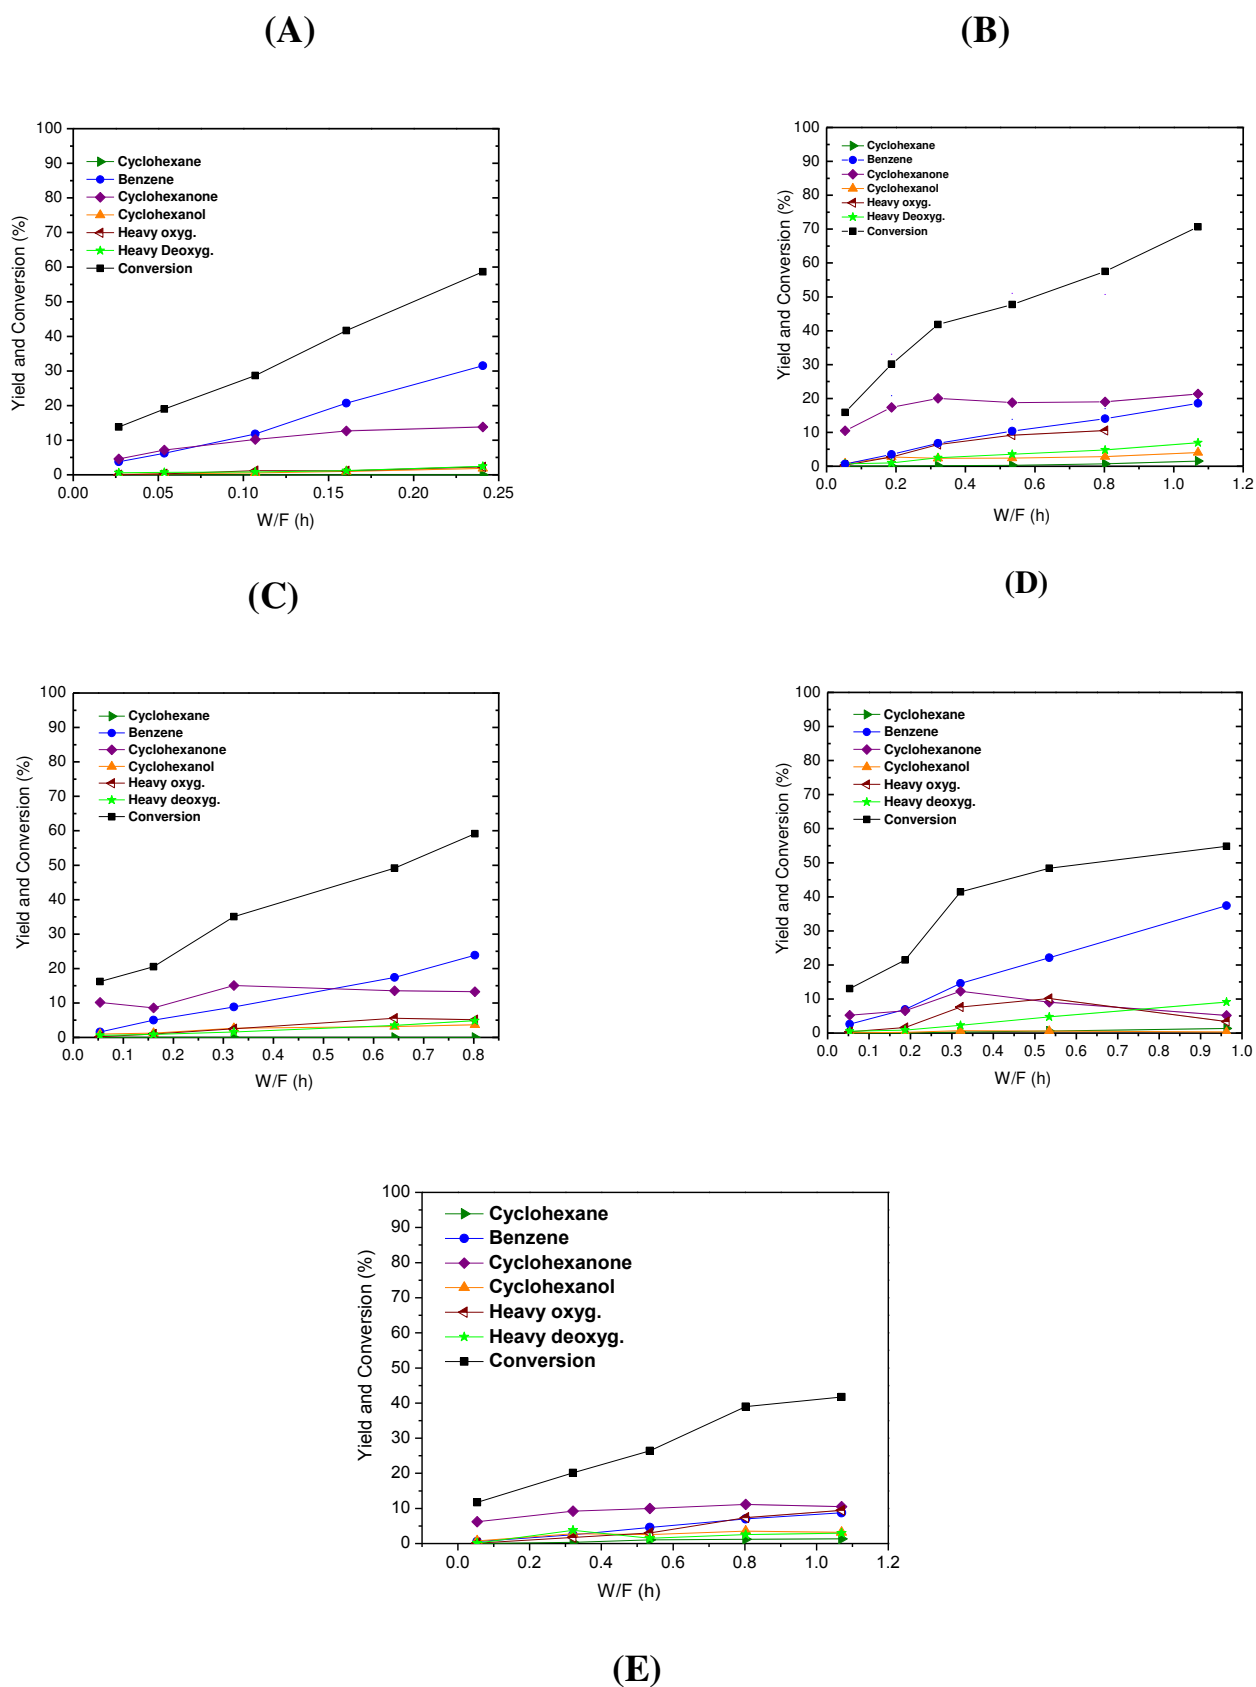 (A)
100
90
80
70
60
50
40
30
20
10
0
Yield and Conversion (%)
Cyclohexane
Benzene
Cyclohexanone
Cyclohexanol
Heavy oxyg.
Heavy Deoxyg.
Conversion
0.00 0.05 0.10 0.15 0.20 0.25
W/F (h)
(B)
100
90
80
70
60
50
40
30
20
10
0
Yield and Conversion (%)
Cyclohexane
Benzene
Cyclohexanone
Cyclohexanol
Heavy oxyg.
Heavy Deoxyg.
Conversion
0.0 0.2 0.4 0.6 0.8 1.0 1.2
W/F (h)
(C)
100
90
80
70
60
50
40
30
20
10
0
Yield and Conversion (%)
Cyclohexane
Benzene
Cyclohexanone
Cyclohexanol
Heavy oxyg.
Heavy deoxyg.
Conversion
0.0 0.1 0.2 0.3 0.4 0.5 0.6 0.7 0.8
W/F (h)
(D)
100
90
80
70
60
50
40
30
20
10
0
Yield and Conversion (%)
Cyclohexane
Benzene
Cyclohexanone
Cyclohexanol
Heavy oxyg.
Heavy deoxyg.
Conversion
0.0 0.1 0.2 0.3 0.4 0.5 0.6 0.7 0.8 0.9 1.0
W/F (h)
100
90
80
70
60
50
40
30
20
10
0
Yield and Conversion (%)
Cyclohexane
Benzene
Cyclohexanone
Cyclohexanol
Heavy oxyg.
Heavy deoxyg.
Conversion
0.0 0.2 0.4 0.6 0.8 1.0 1.2
W/F (h)
(E)